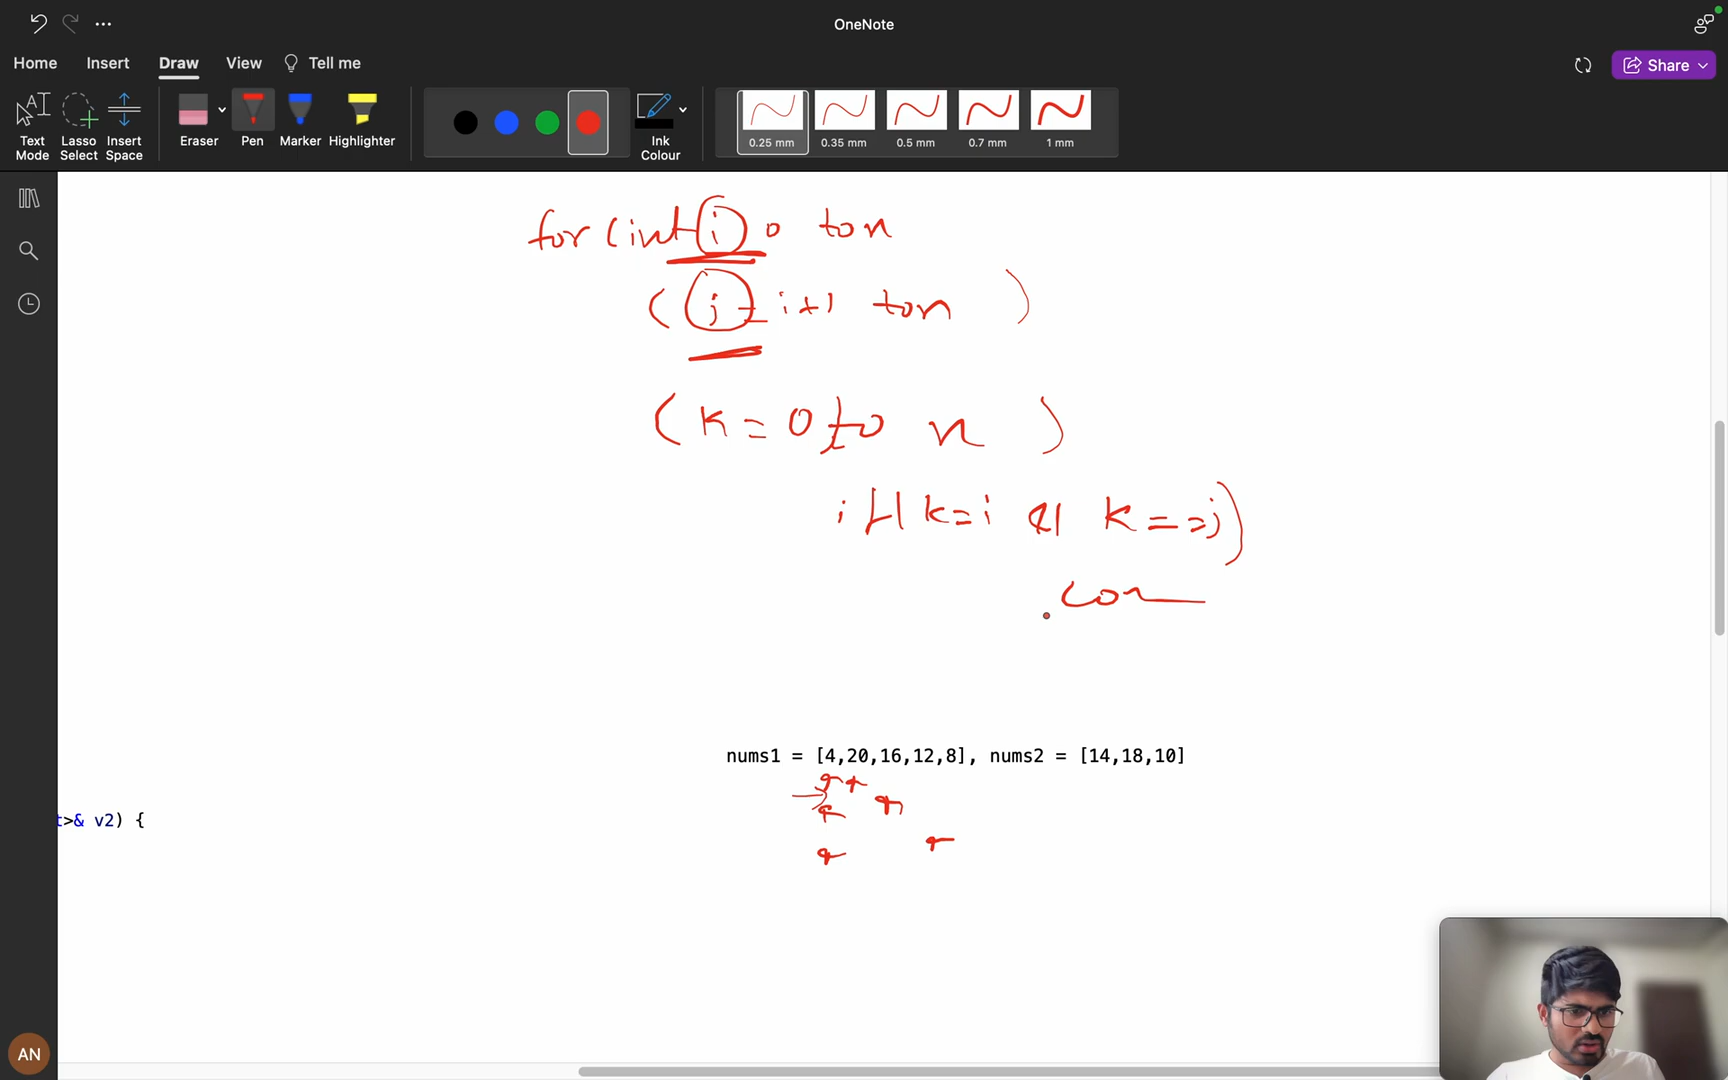 OneNote
Home Insert Draw View Tell me
Share
Text Mode
Lasso Select
Insert Space
Eraser
Pen
Marker
Highlighter
Ink Colour
0.25 mm
0.35 mm
0.5 mm
0.7 mm
1 mm
for (int i 0 to n
( j = i+1 to n )
( k = 0 to n )
if ( k = i && k == j)
con
nums1 = [4,20,16,12,8], nums2 = [14,18,10]
t>& v2) {
AN